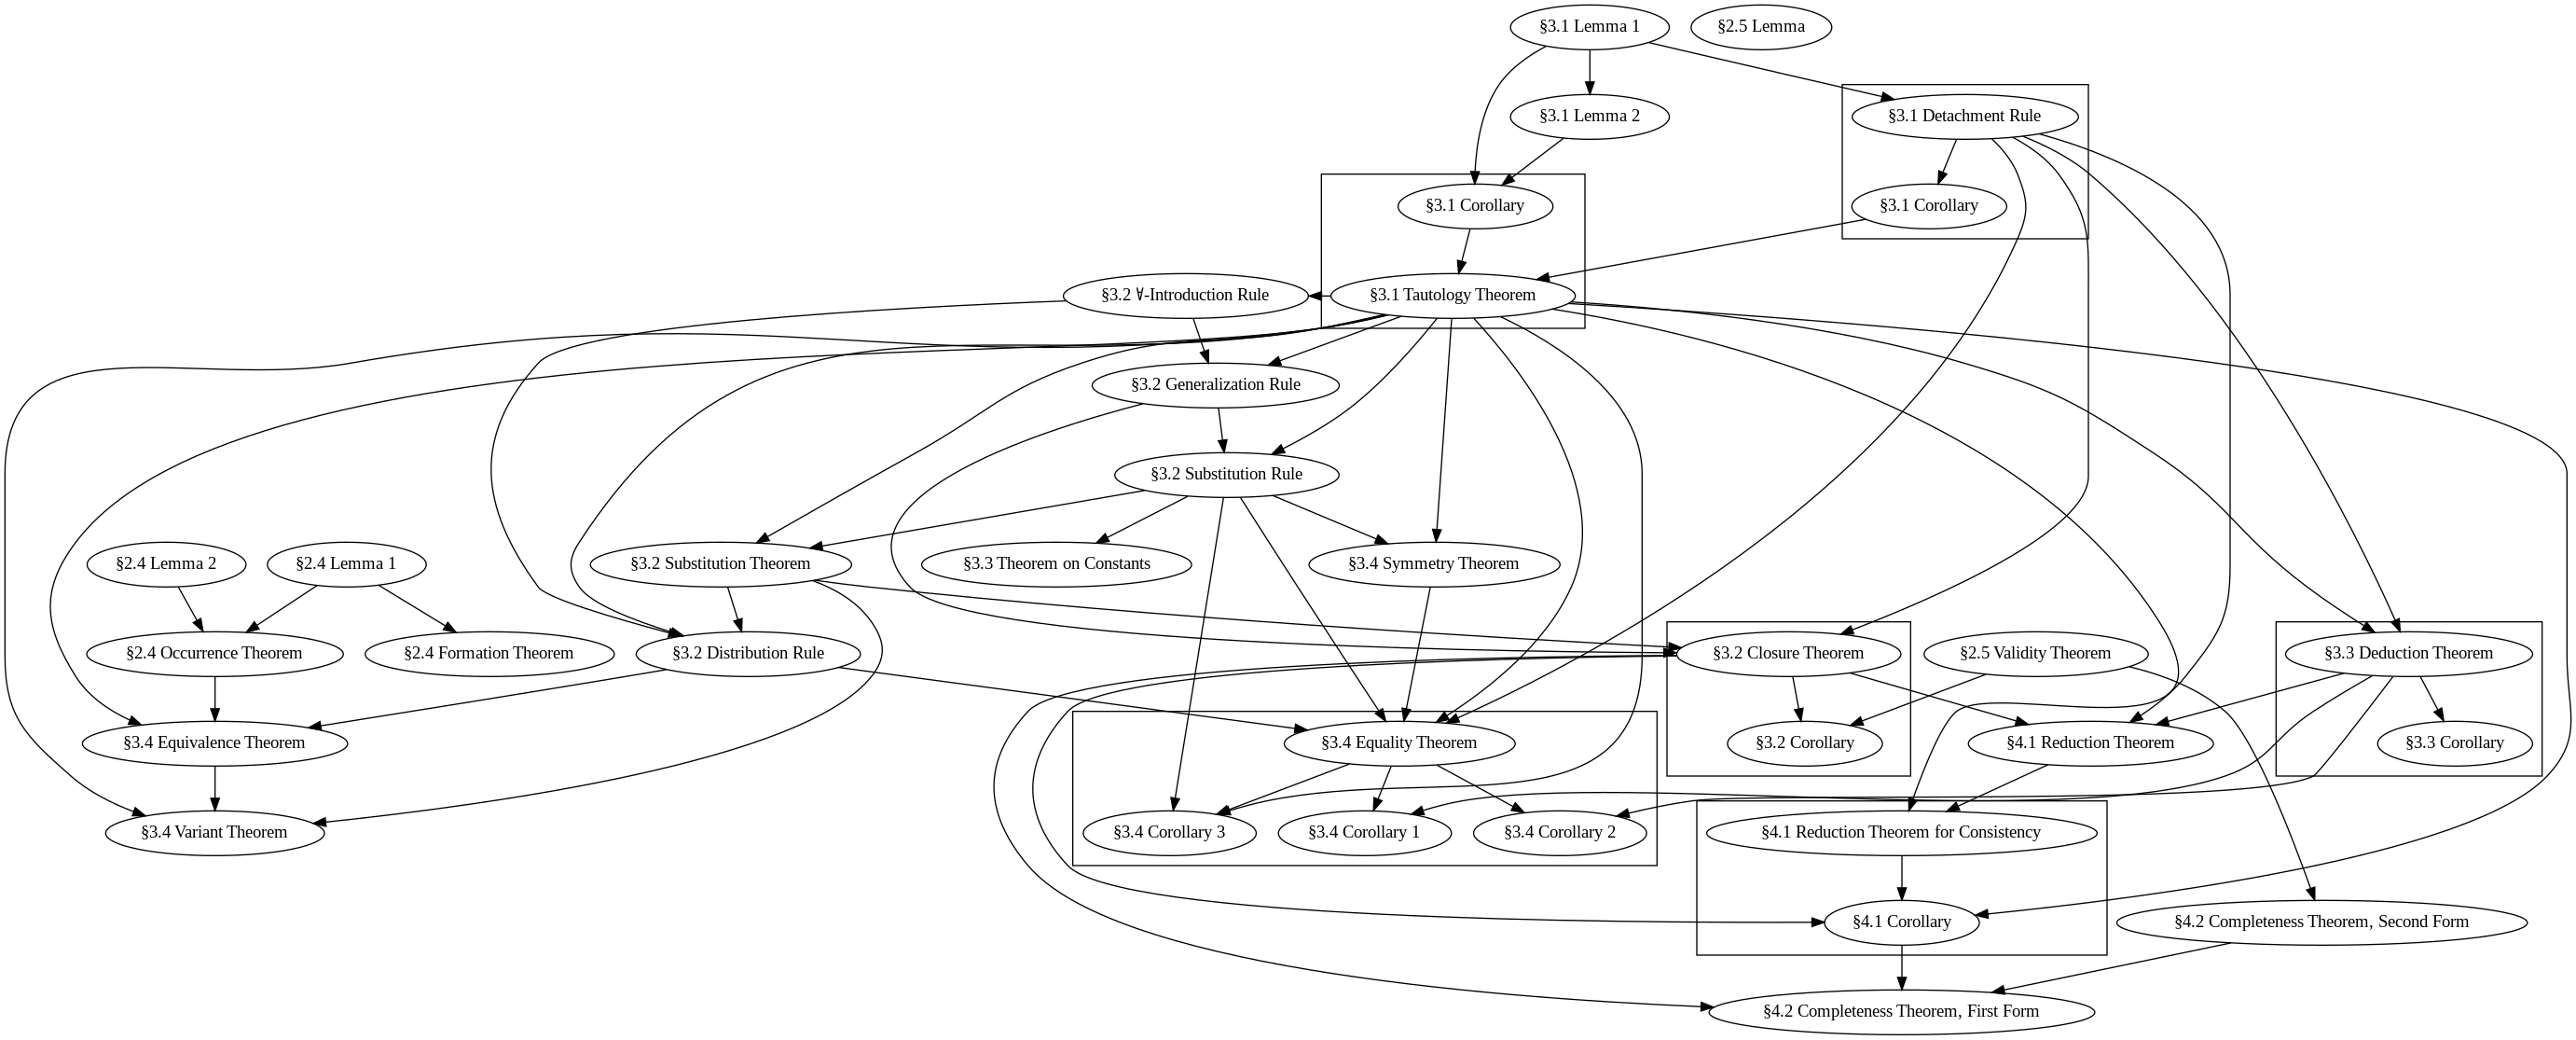 §3.1 Lemma 1
§2.5 Lemma
§3.1 Lemma 2
§3.1 Detachment Rule
§3.1 Corollary
§3.1 Corollary
§3.2 ∀-Introduction Rule
§3.1 Tautology Theorem
§3.2 Generalization Rule
§3.2 Substitution Rule
§2.4 Lemma 2
§2.4 Lemma 1
§3.2 Substitution Theorem
§3.3 Theorem on Constants
§3.4 Symmetry Theorem
§2.4 Occurrence Theorem
§2.4 Formation Theorem
§3.2 Distribution Rule
§3.2 Closure Theorem
§2.5 Validity Theorem
§3.3 Deduction Theorem
§3.4 Equivalence Theorem
§3.4 Equality Theorem
§3.2 Corollary
§4.1 Reduction Theorem
§3.3 Corollary
§3.4 Variant Theorem
§3.4 Corollary 3
§3.4 Corollary 1
§3.4 Corollary 2
§4.1 Reduction Theorem for Consistency
§4.1 Corollary
§4.2 Completeness Theorem, Second Form
§4.2 Completeness Theorem, First Form